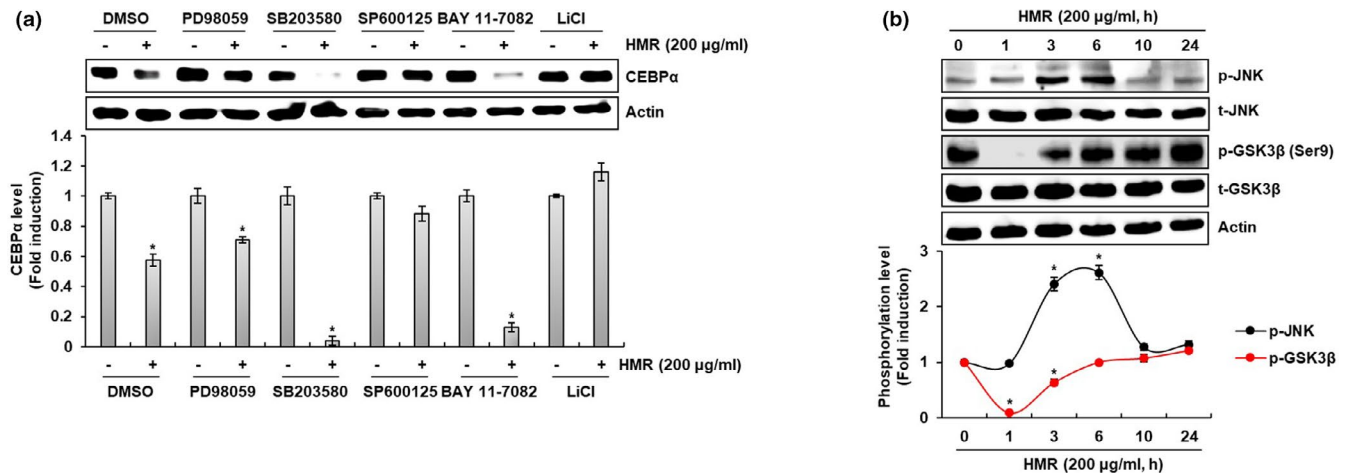 (a)
DMSO PD98059 SB203580 SP600125 BAY 11-7082 LiCl
- + - + - + - + - + - + HMR (200 µg/ml)
CEBPα
Actin
CEBPα level
(Fold induction)
1.4
1.2
1
0.8
0.6
0.4
0.2
0
* * * *
- + - + - + - + - + - + HMR (200 µg/ml)
DMSO PD98059 SB203580 SP600125 BAY 11-7082 LiCl
(b)
HMR (200 µg/ml, h)
0 1 3 6 10 24
p-JNK
t-JNK
p-GSK3β (Ser9)
t-GSK3β
Actin
Phosphorylation level
(Fold induction)
3
2
1
0
* * * *
p-JNK
p-GSK3β
0 1 3 6 10 24
HMR (200 µg/ml, h)